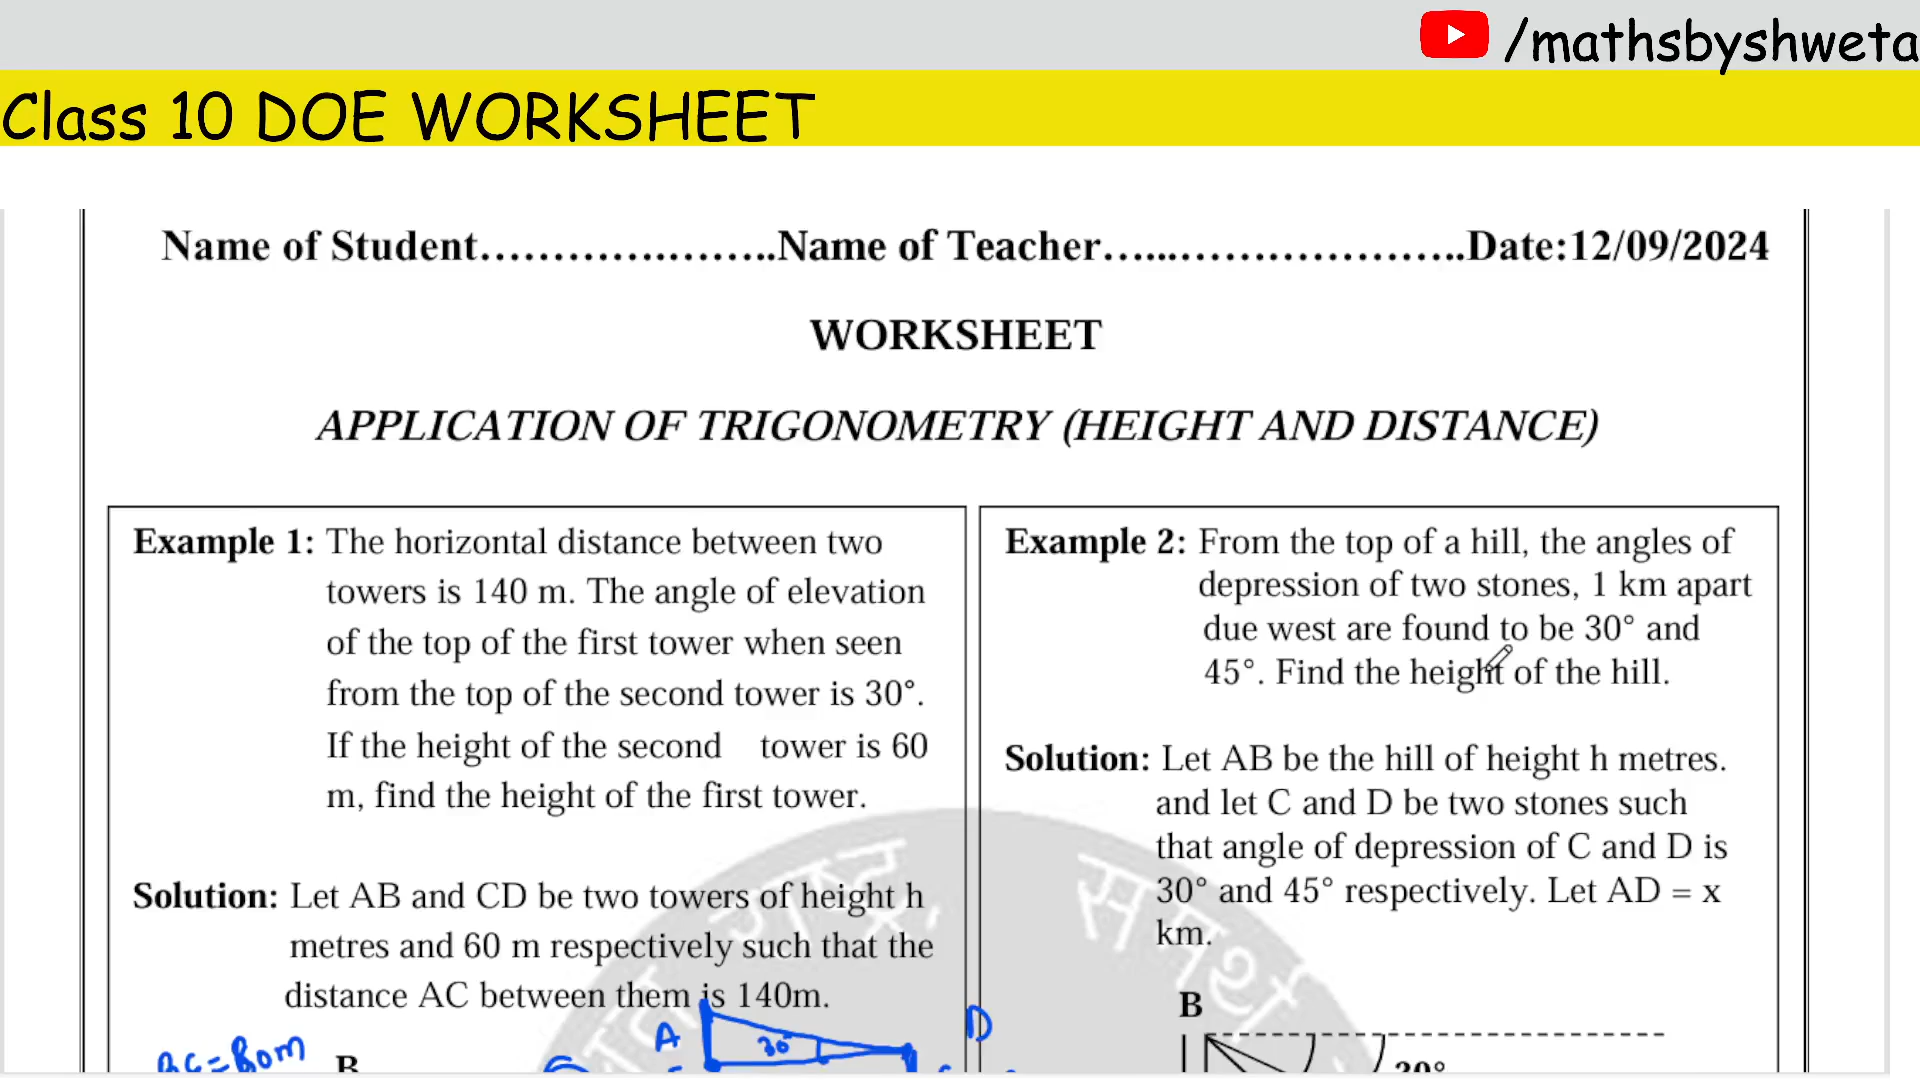 /mathsbyshweta
Class 10 DOE WORKSHEET
Name of Student………….……..Name of Teacher…...………………..Date:12/09/2024
WORKSHEET
APPLICATION OF TRIGONOMETRY (HEIGHT AND DISTANCE)
Example 1: The horizontal distance between two
towers is 140 m. The angle of elevation
of the top of the first tower when seen
from the top of the second tower is 30°.
If the height of the second tower is 60
m, find the height of the first tower.
Solution: Let AB and CD be two towers of height h
metres and 60 m respectively such that the
distance AC between them is 140m.
A
30
D
B
Example 2: From the top of a hill, the angles of
depression of two stones, 1 km apart
due west are found to be 30° and
45°. Find the height of the hill.
Solution: Let AB be the hill of height h metres.
and let C and D be two stones such
that angle of depression of C and D is
30° and 45° respectively. Let AD = x
km.
B
30°
राष्ट्र
समर्थ